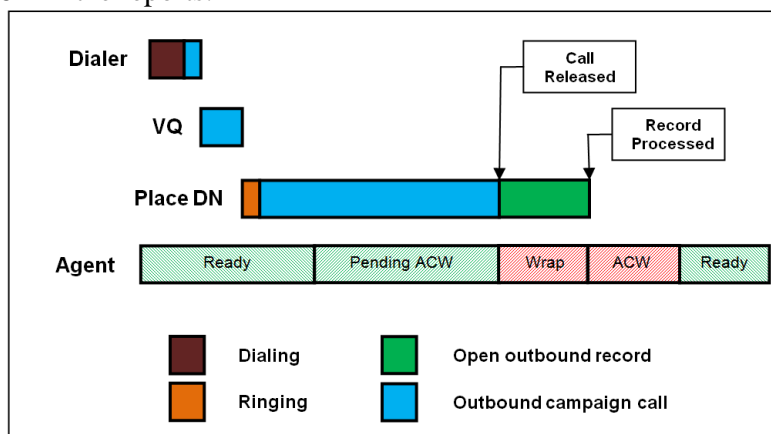 Dialer
Call
Released
VQ
Record
Processed
Place DN
Agent
Ready
Pending ACW
Wrap
ACW
Ready
Dialing
Open outbound record
Ringing
Outbound campaign call